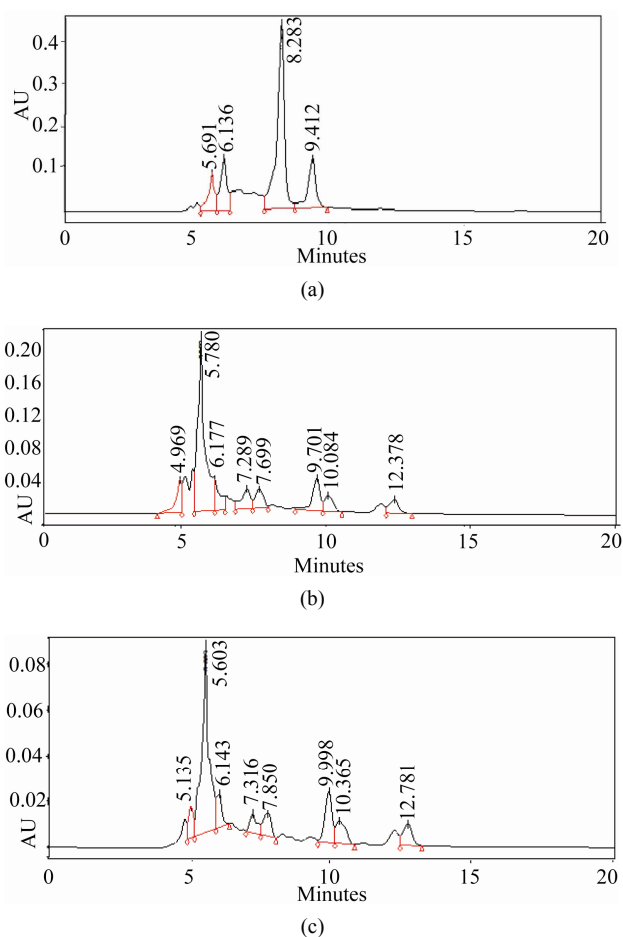 0.4
0.3
0.2
0.1
AU
5.691
6.136
8.283
9.412
0 5 10 15 20
Minutes
(a)
0.20
0.16
0.12
0.08
0.04
AU
4.969
5.780
6.177
7.289
7.699
9.701
10.084
12.378
0 5 10 15 20
Minutes
(b)
0.08
0.06
0.04
0.02
AU
5.135
5.603
6.143
7.316
7.850
9.998
10.365
12.781
0 5 10 15 20
Minutes
(c)